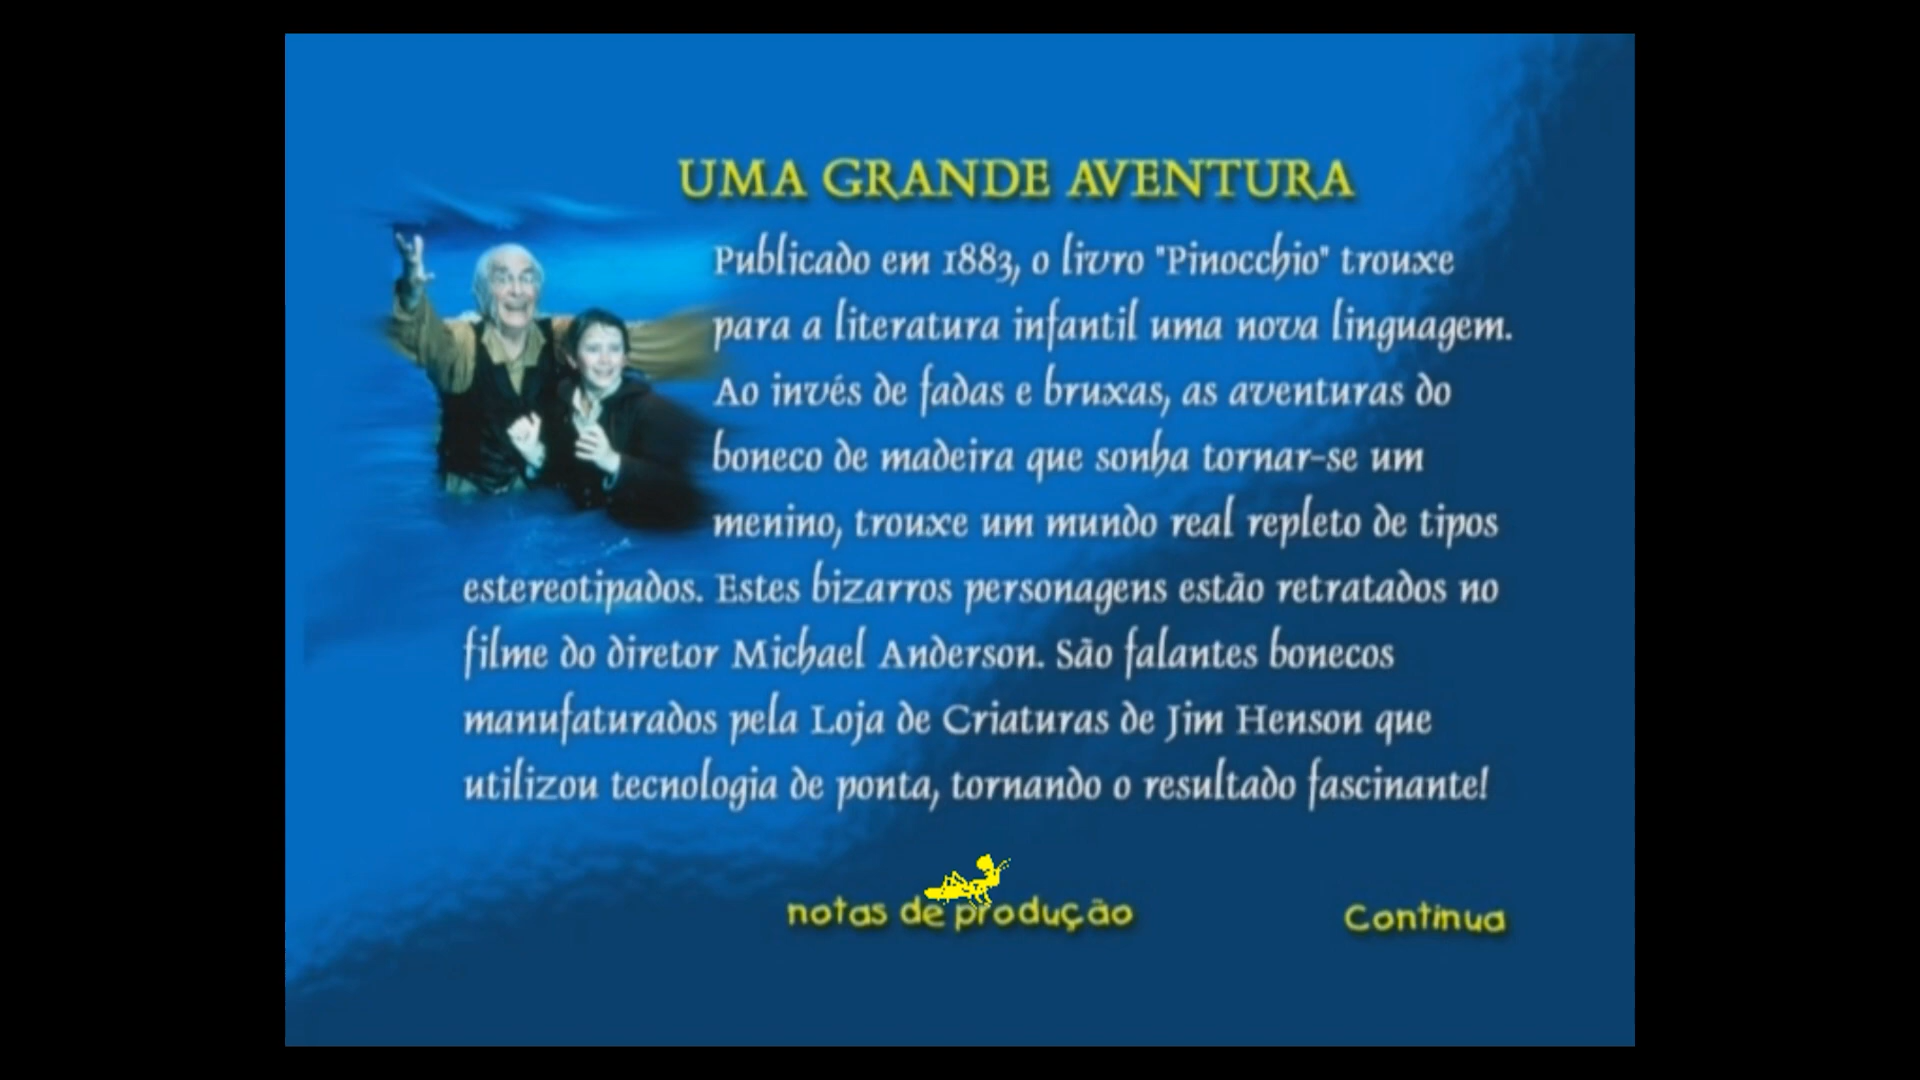 UMA GRANDE AVENTURA
Publicado em 1883, o livro "Pinocchio" trouxe
para a literatura infantil uma nova linguagem.
Ao invés de fadas e bruxas, as aventuras do
boneco de madeira que sonha tornar-se um
menino, trouxe um mundo real repleto de tipos
estereotipados. Estes bizarros personagens estão retratados no
filme do diretor Michael Anderson. São falantes bonecos
manufaturados pela Loja de Criaturas de Jim Henson que
utilizou tecnologia de ponta, tornando o resultado fascinante!
notas de produção
Continua